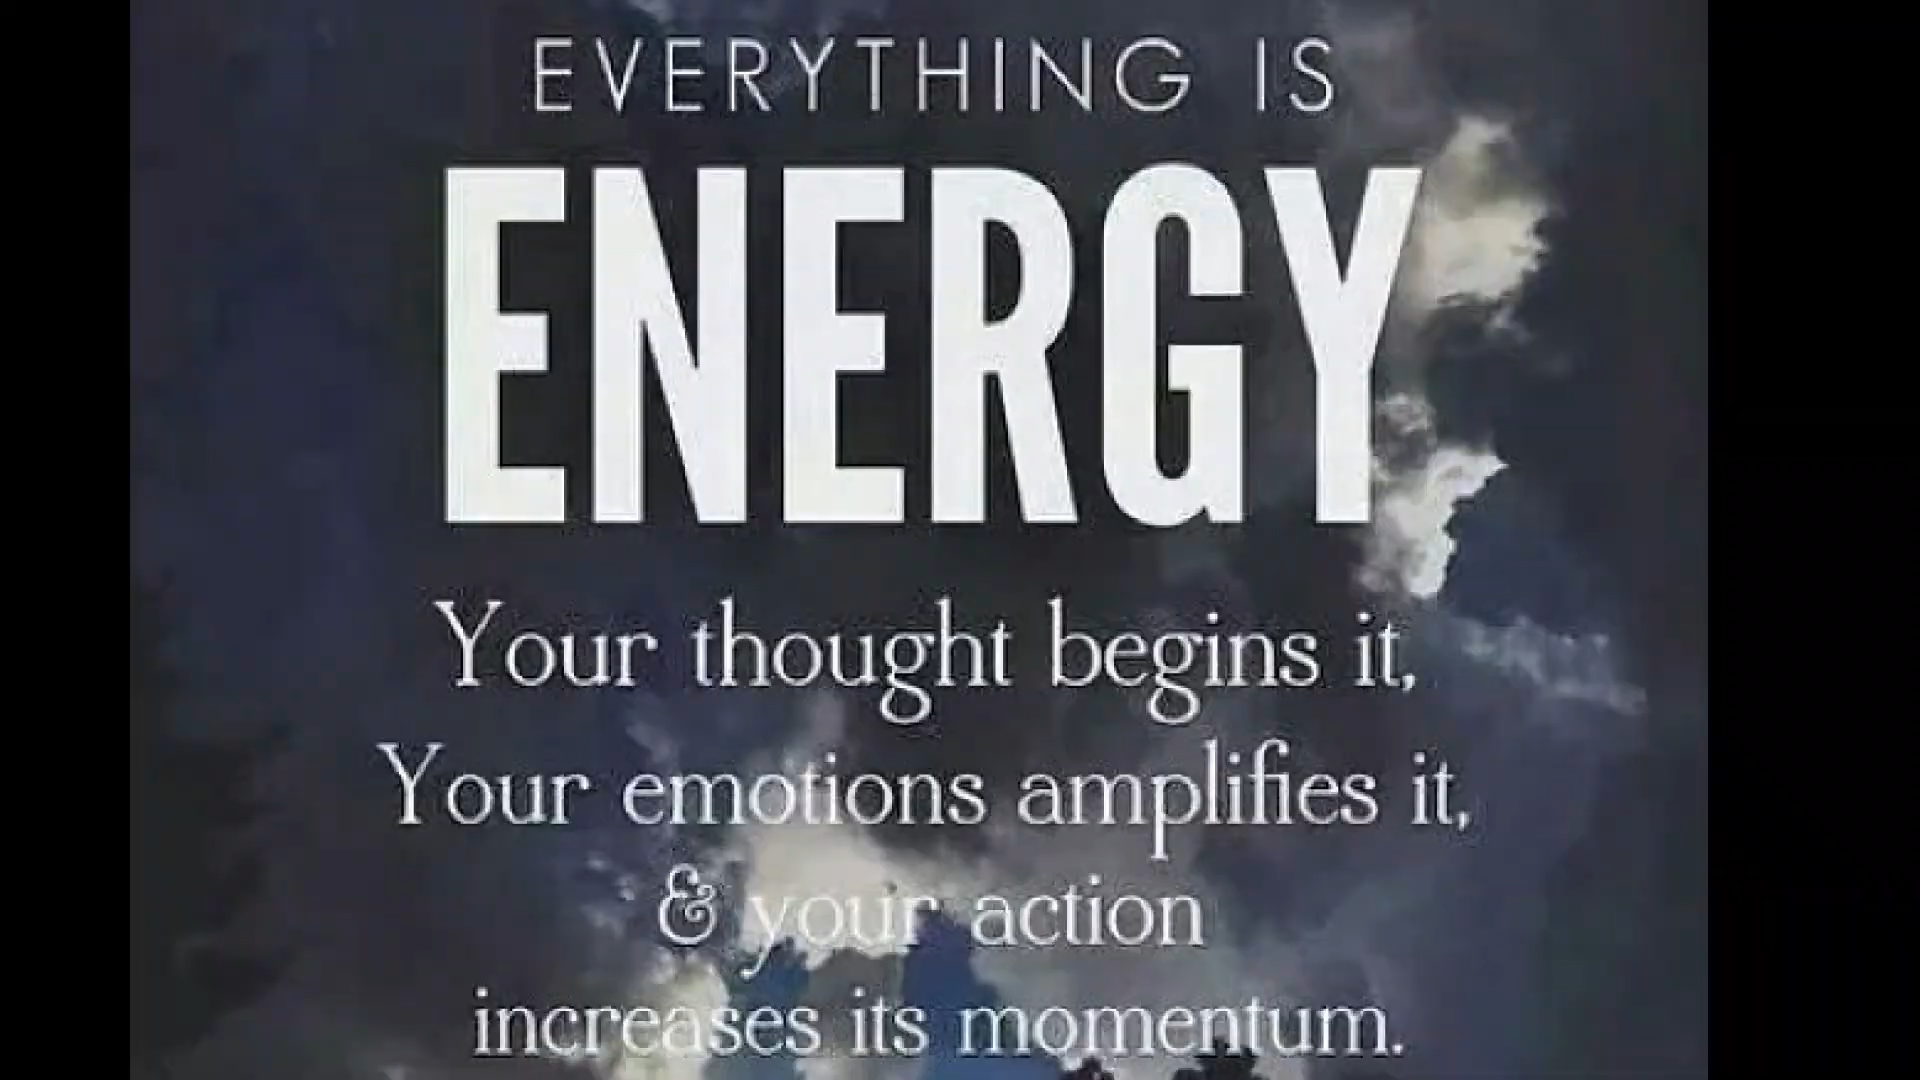 EVERYTHING IS
ENERGY
Your thought begins it,
Your emotions amplifies it,
& your action
increases its momentum.